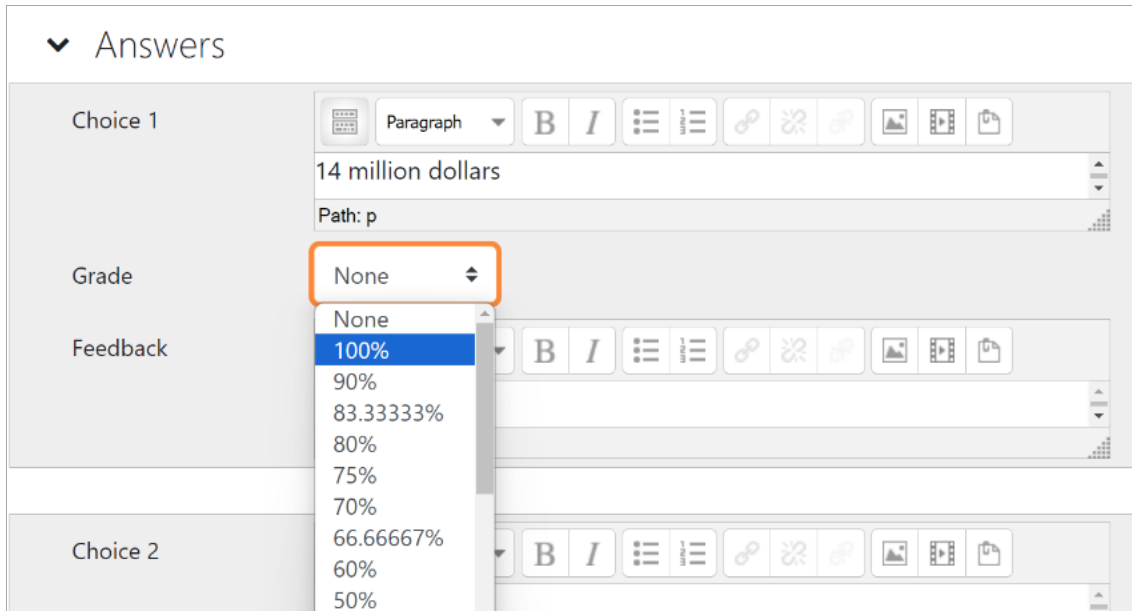 Answers
Choice 1
Paragraph
B I
14 million dollars
Path: p
Grade
None
None
Feedback
100%
B I
90%
83.33333%
80%
75%
70%
66.66667%
Choice 2
B I
60%
50%